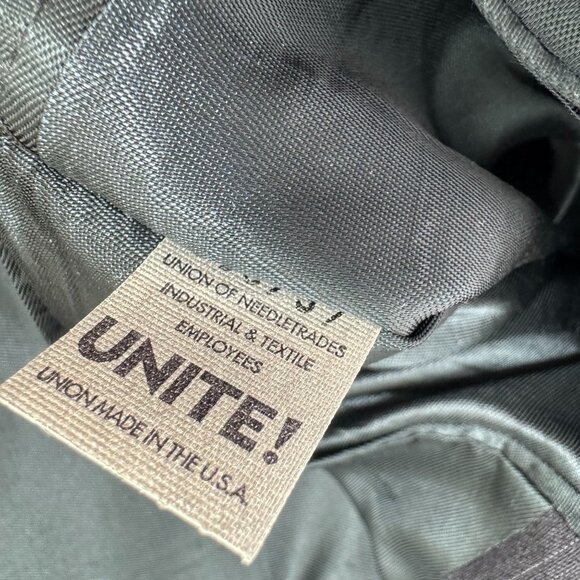 UNION OF NEEDLETRADES
INDUSTRIAL & TEXTILE
EMPLOYEES
UNITE!
UNION MADE IN THE U.S.A.